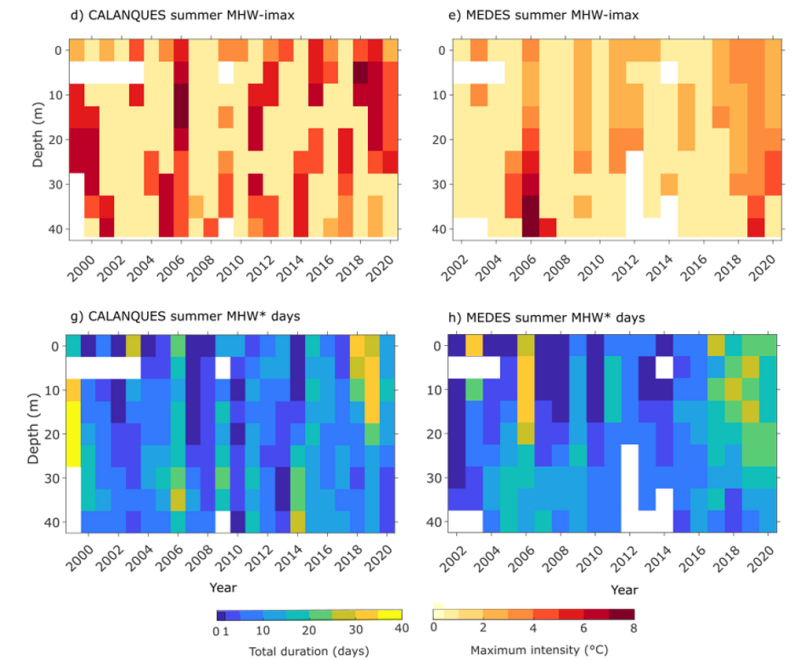 d) CALANQUES summer MHW-imax
e) MEDES summer MHW-imax
0
10
20
30
40
Depth (m)
2000 2002 2004 2006 2008 2010 2012 2014 2016 2018 2020
0
10
20
30
40
2002 2004 2006 2008 2010 2012 2014 2016 2018 2020
g) CALANQUES summer MHW* days
h) MEDES summer MHW* days
0
10
20
30
40
Depth (m)
2000 2002 2004 2006 2008 2010 2012 2014 2016 2018 2020
Year
0
10
20
30
40
2002 2004 2006 2008 2010 2012 2014 2016 2018 2020
Year
0 1 10 20 30 40
Total duration (days)
0 2 4 6 8
Maximum intensity (°C)